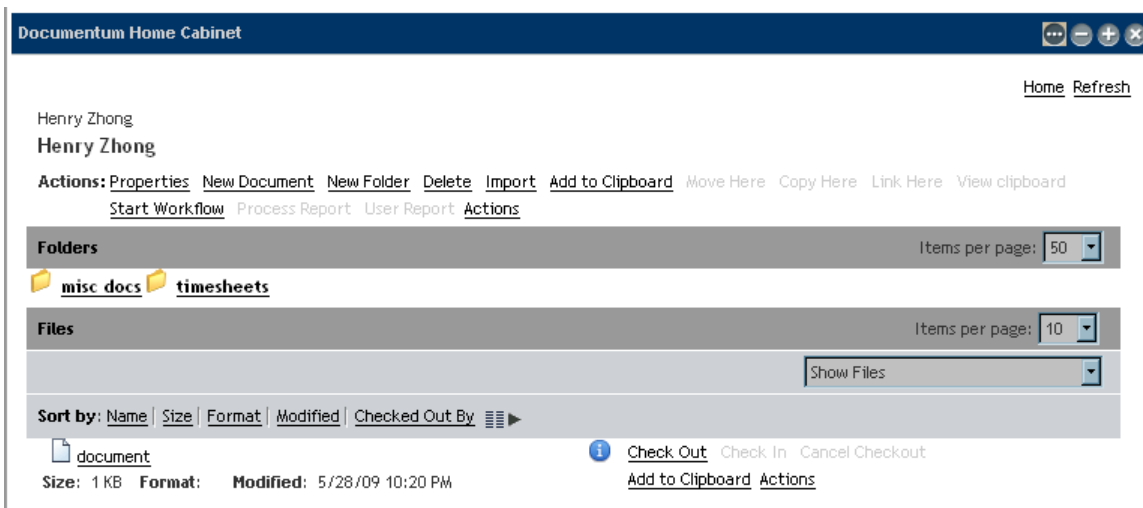 Documentum Home Cabinet
Home Refresh
Henry Zhong
Henry Zhong
Actions: Properties New Document New Folder Delete Import Add to Clipboard Move Here Copy Here Link Here View clipboard
Start Workflow Process Report User Report Actions
Folders Items per page: 50
misc docs timesheets
Files Items per page: 10
Show Files
Sort by: Name | Size | Format | Modified | Checked Out By
document Check Out Check In Cancel Checkout
Size: 1 KB Format: Modified: 5/28/09 10:20 PM Add to Clipboard Actions